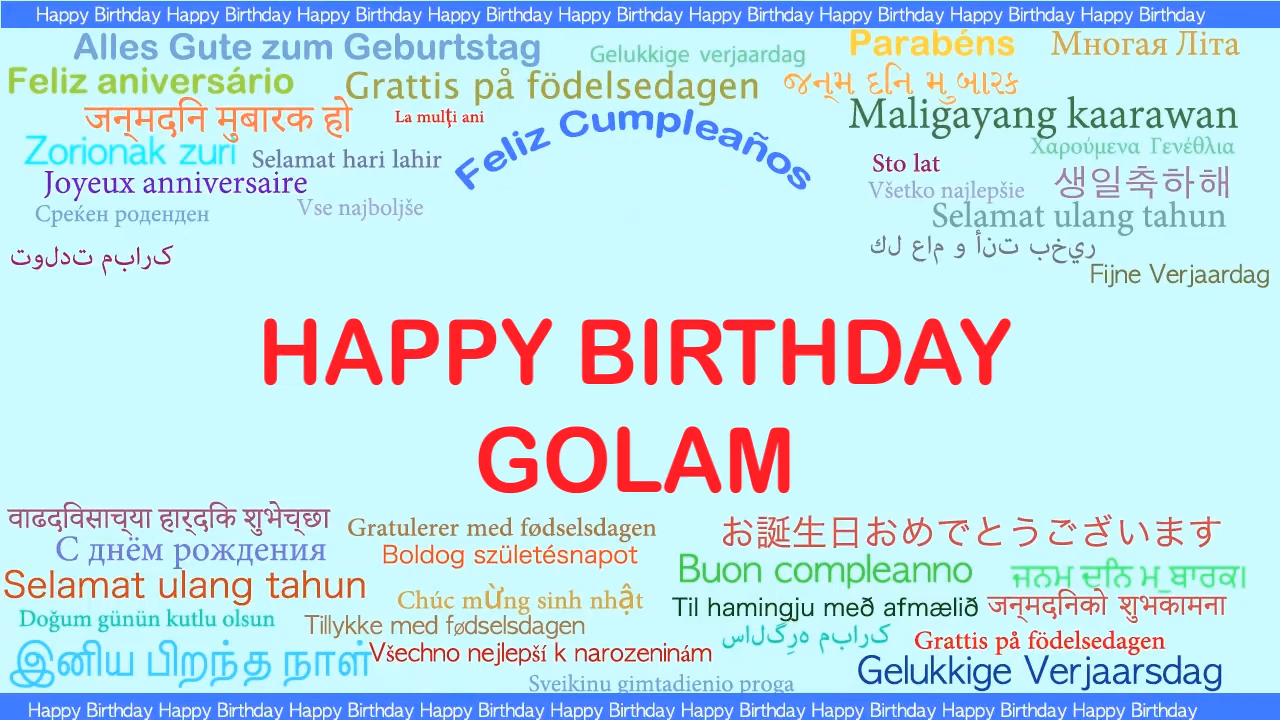 Happy Birthday Happy Birthday Happy Birthday Happy Birthday Happy Birthday Happy Birthday Happy Birthday Happy Birthday Happy Birthday
Alles Gute zum Geburtstag
Gelukkige verjaardag
Parabéns
Многая Літа
Feliz aniversário
Grattis på födelsedagen
જન્મ દિન મુબારક
जन्मदिन मुबारक हो
La mulţi ani
Feliz Cumpleaños
Maligayang kaarawan
Zorionak zuri
Selamat hari lahir
Sto lat
Χαρούμενα Γενέθλια
Joyeux anniversaire
Všetko najlepšie
생일축하해
Среќен роденден
Vse najboljše
Selamat ulang tahun
تولدت مبارک
كل عام و أنت بخير
Fijne Verjaardag
HAPPY BIRTHDAY
GOLAM
वाढदिवसाच्या हार्दिक शुभेच्छा
Gratulerer med fødselsdagen
お誕生日おめでとうございます
С днём рождения
Boldog születésnapot
Buon compleanno
ਜਨਮ ਦਿਨ ਮੁਬਾਰਕ।
Selamat ulang tahun
Chúc mừng sinh nhật
Til hamingju með afmælið
जन्मदिनको शुभकामना
Doğum günün kutlu olsun
Tillykke med fødselsdagen
سالگرہ مبارک
Grattis på födelsedagen
இனிய பிறந்த நாள்
Všechno nejlepší k narozeninám
Gelukkige Verjaarsdag
Sveikinu gimtadienio proga
Happy Birthday Happy Birthday Happy Birthday Happy Birthday Happy Birthday Happy Birthday Happy Birthday Happy Birthday Happy Birthday